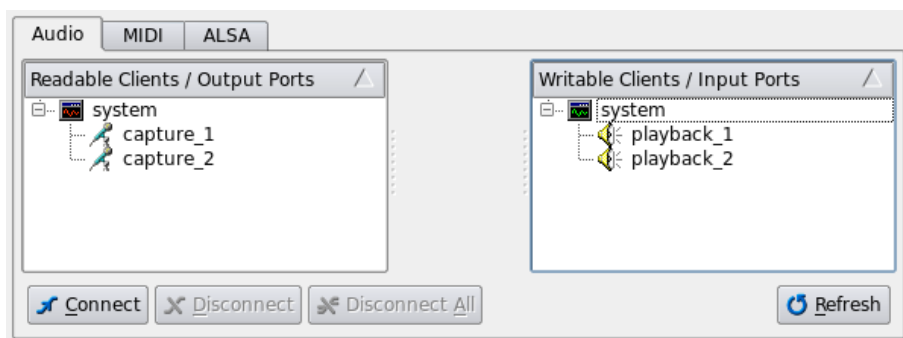 Audio MIDI ALSA
Readable Clients / Output Ports
system
capture_1
capture_2
Writable Clients / Input Ports
system
playback_1
playback_2
Connect Disconnect Disconnect All Refresh